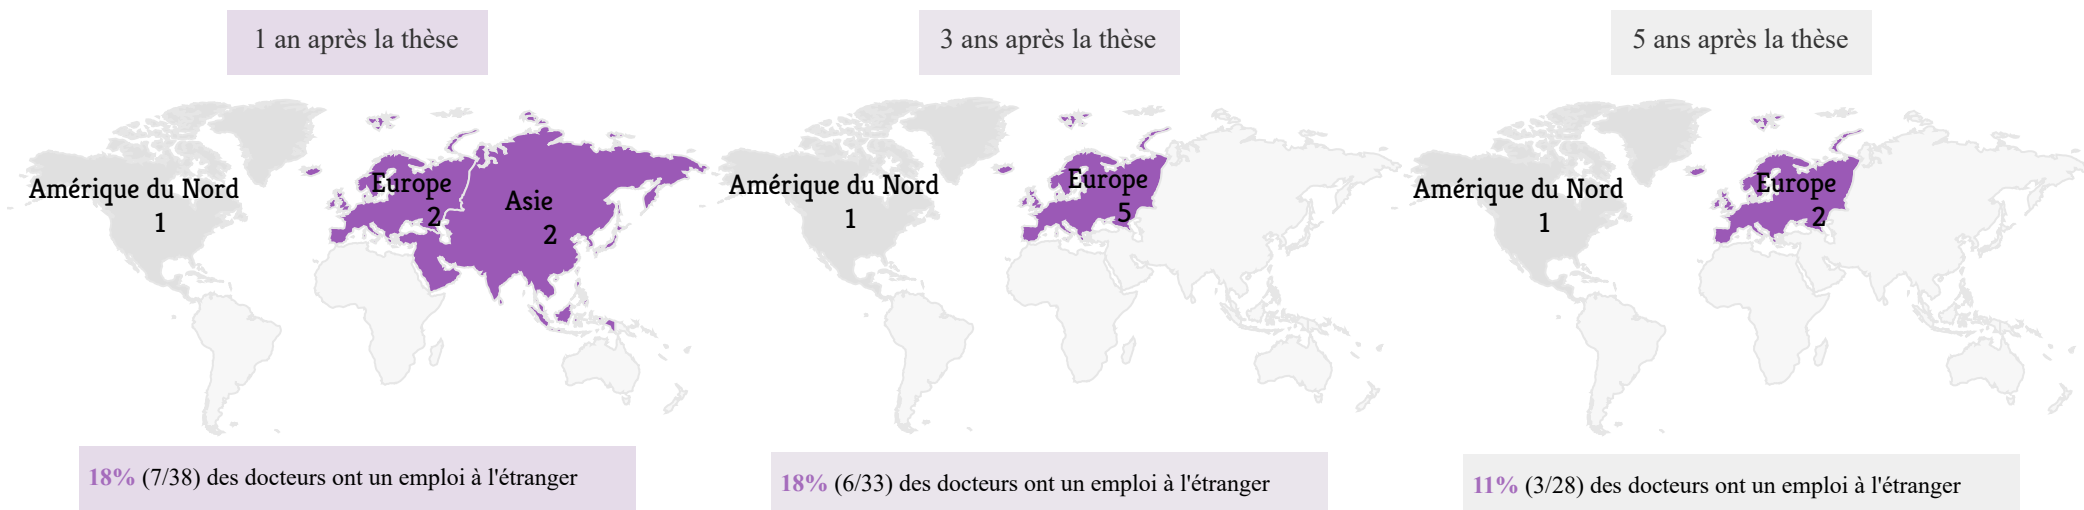 1 an après la thèse
Amérique du Nord
1
Europe
2
Asie
2
18% (7/38) des docteurs ont un emploi à l'étranger
3 ans après la thèse
Amérique du Nord
1
Europe
5
18% (6/33) des docteurs ont un emploi à l'étranger
5 ans après la thèse
Amérique du Nord
1
Europe
2
11% (3/28) des docteurs ont un emploi à l'étranger